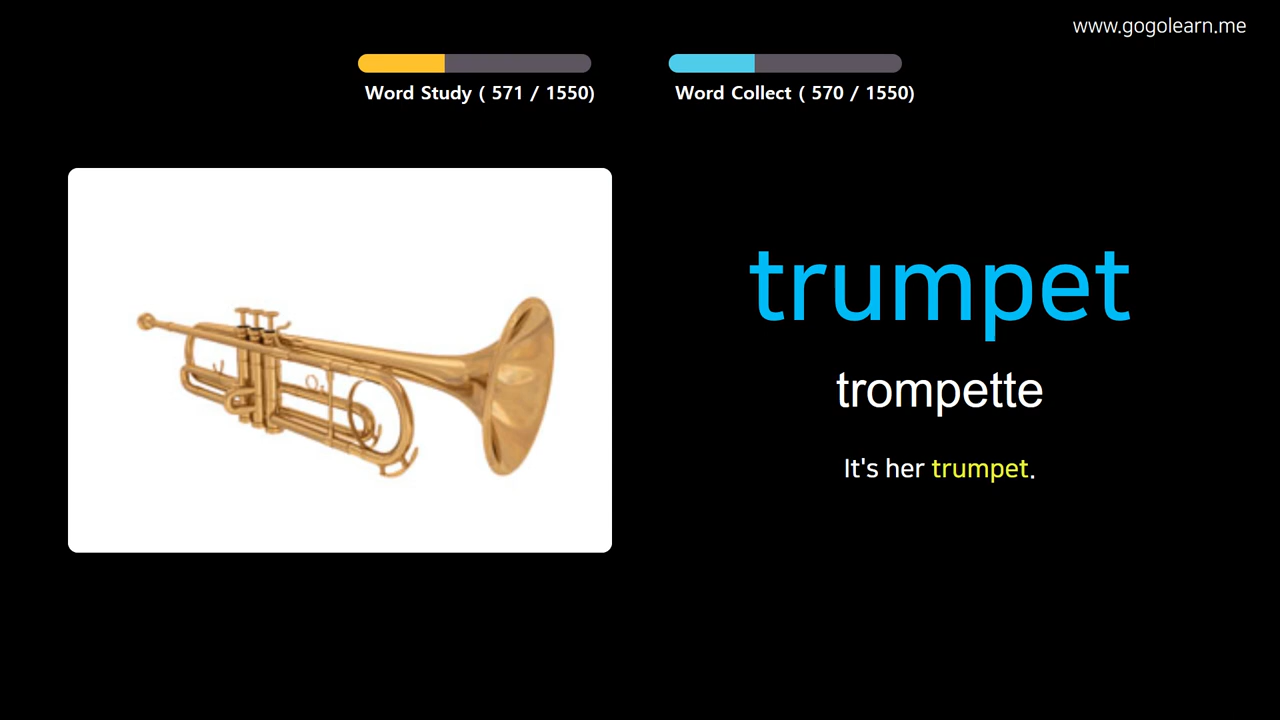 www.gogolearn.me
Word Study ( 571 / 1550)
Word Collect ( 570 / 1550)
trumpet
trompette
It's her trumpet.